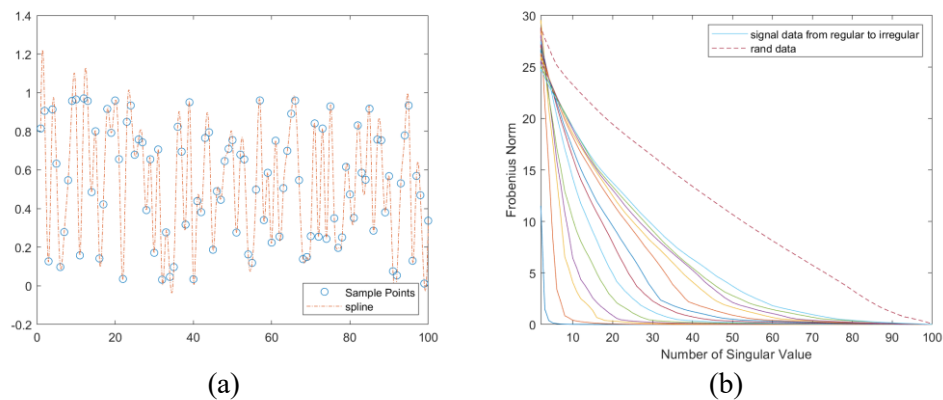 1.4
1.2
1
0.8
0.6
0.4
0.2
0
-0.2
0 20 40 60 80 100
Sample Points
spline
(a)
30
25
20
15
10
5
0
Frobenius Norm
10 20 30 40 50 60 70 80 90 100
Number of Singular Value
signal data from regular to irregular
rand data
(b)